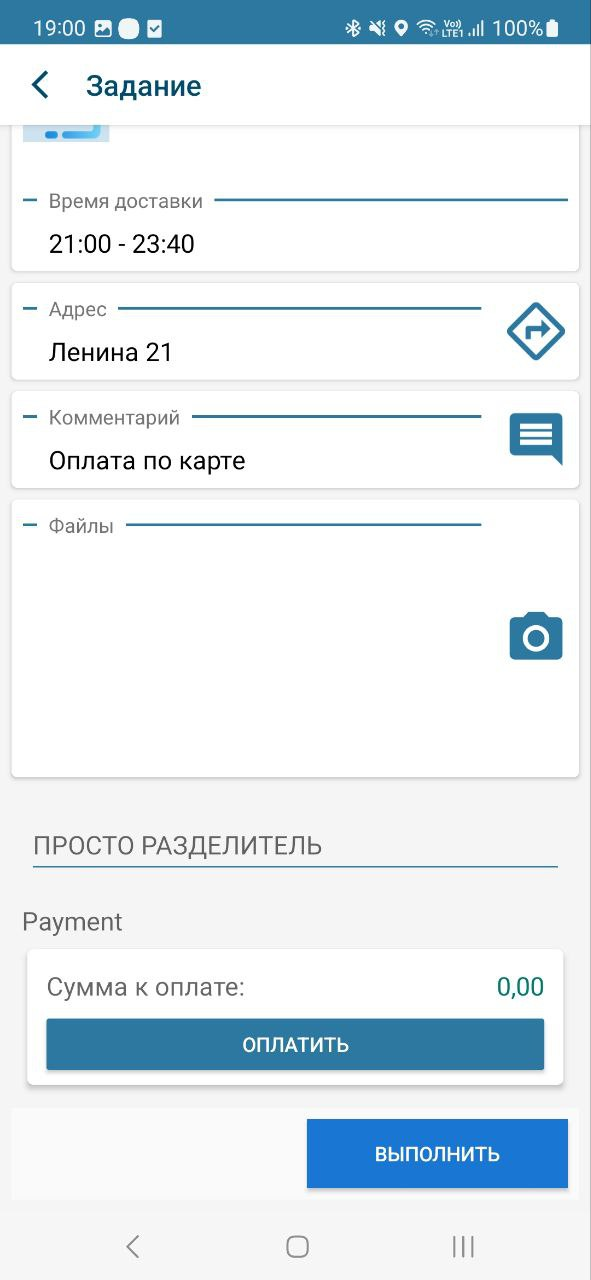 19:00 Vo)) LTE1 100%
Задание
Время доставки
21:00 - 23:40
Адрес
Ленина 21
Комментарий
Оплата по карте
Файлы
ПРОСТО РАЗДЕЛИТЕЛЬ
Payment
Сумма к оплате: 0,00
ОПЛАТИТЬ
ВЫПОЛНИТЬ